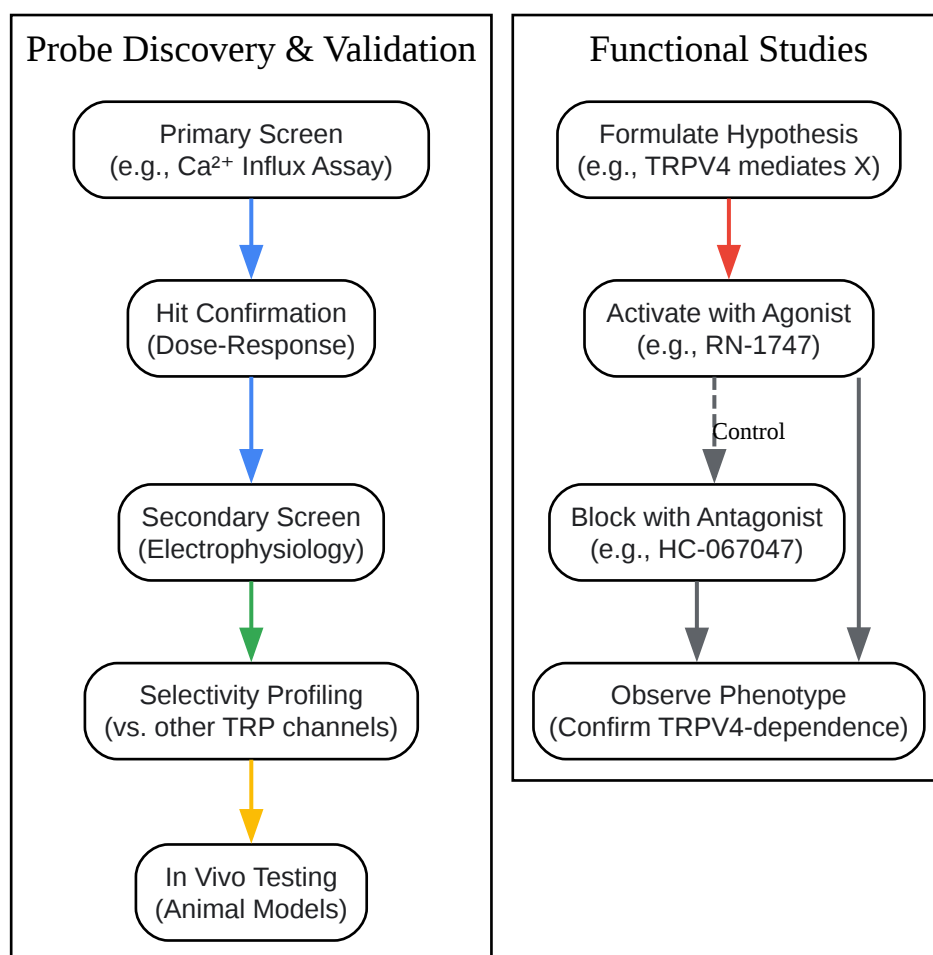 Probe Discovery & Validation
Primary Screen
(e.g., Ca²⁺ Influx Assay)
Hit Confirmation
(Dose-Response)
Secondary Screen
(Electrophysiology)
Selectivity Profiling
(vs. other TRP channels)
In Vivo Testing
(Animal Models)
Functional Studies
Formulate Hypothesis
(e.g., TRPV4 mediates X)
Activate with Agonist
(e.g., RN-1747)
Control
Block with Antagonist
(e.g., HC-067047)
Observe Phenotype
(Confirm TRPV4-dependence)